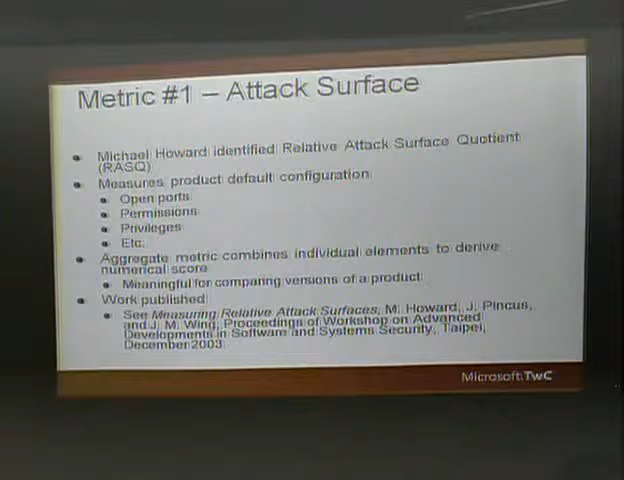 Metric #1 – Attack Surface
Michael Howard identified Relative Attack Surface Quotient
(RASQ)
Measures product default configuration
Open ports
Permissions
Privileges
Etc.
Aggregate metric combines individual elements to derive
numerical score
Meaningful for comparing versions of a product
Work published
See Measuring Relative Attack Surfaces, M. Howard, J. Pincus,
and J. M. Wing, Proceedings of Workshop on Advanced
Developments in Software and Systems Security, Taipei,
December 2003
Microsoft TwC